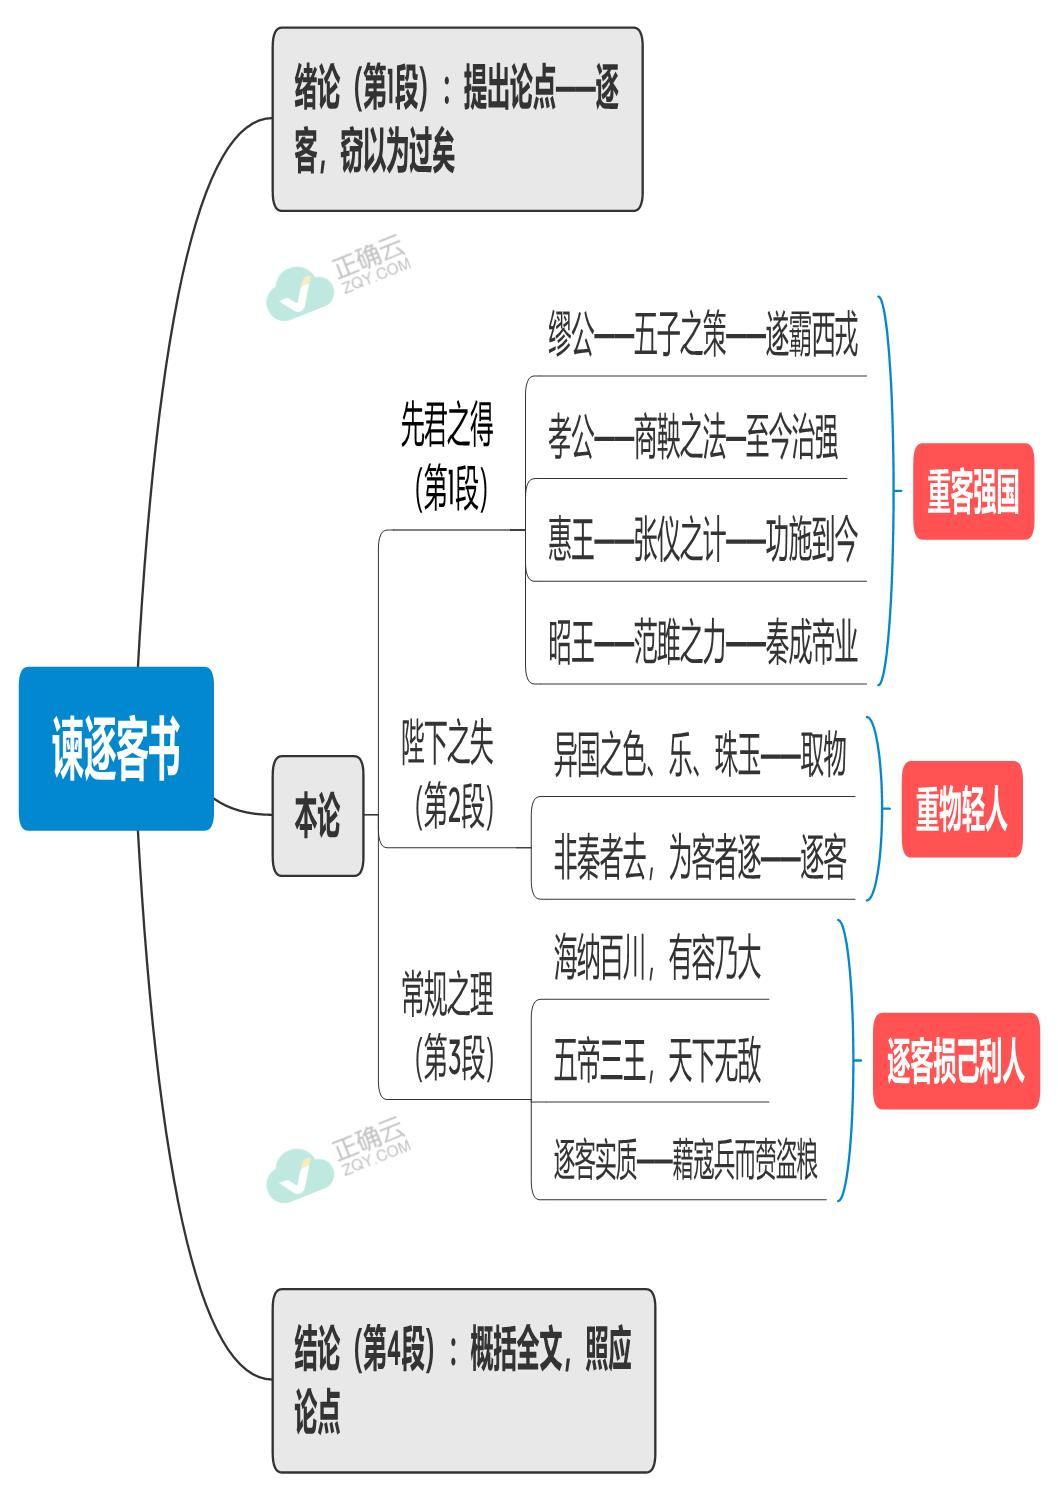 绪论（第1段）：提出论点——逐
客，窃以为过矣
正确云
ZQY.COM
缪公——五子之策——遂霸西戎
先君之得
（第1段）
孝公——商鞅之法—至今治强
重客强国
惠王——张仪之计——功施到今
昭王——范雎之力——秦成帝业
谏逐客书
陛下之失
（第2段）
异国之色、乐、珠玉——取物
本论
重物轻人
非秦者去，为客者逐——逐客
海纳百川，有容乃大
常规之理
（第3段）
五帝三王，天下无敌
逐客损己利人
逐客实质——藉寇兵而赍盗粮
正确云
ZQY.COM
结论（第4段）：概括全文，照应
论点